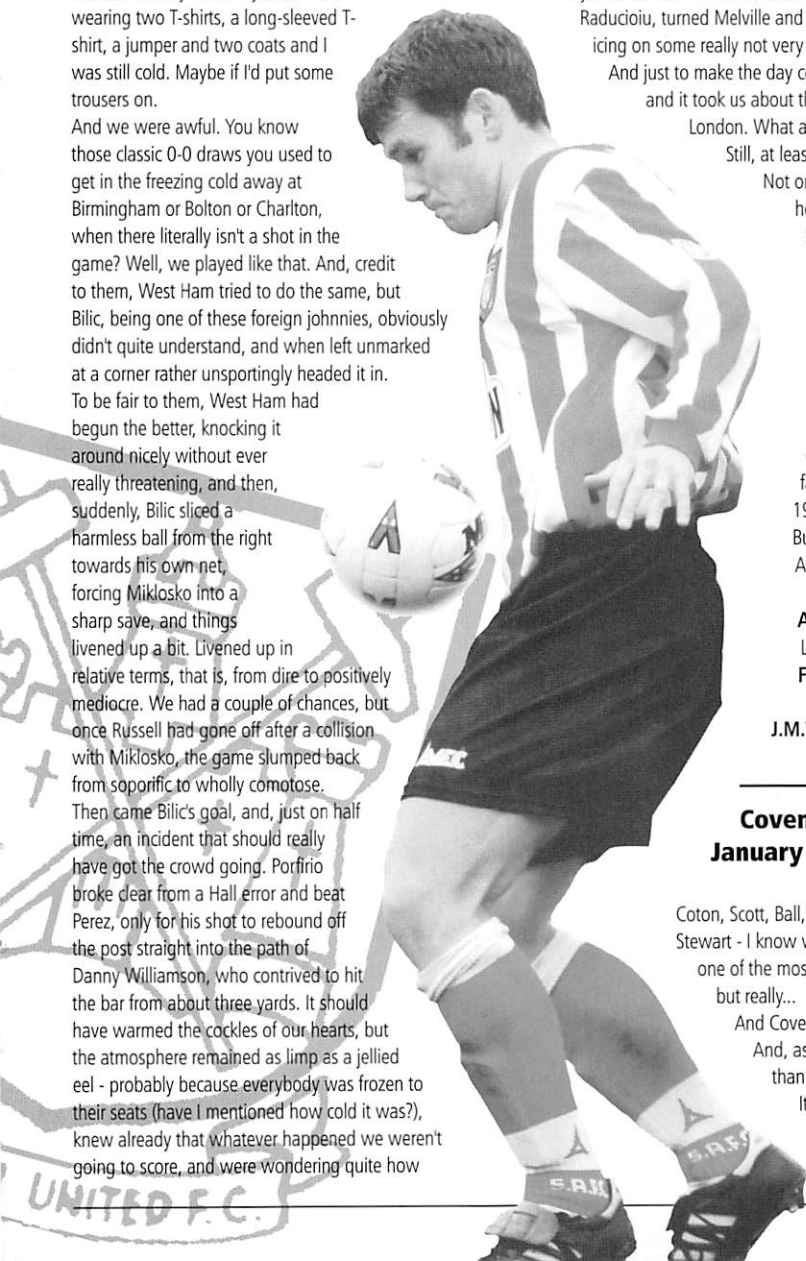 wearing two T-shirts, a long-sleeved T-
shirt, a jumper and two coats and I
was still cold. Maybe if I'd put some
trousers on.
And we were awful. You know
those classic 0-0 draws you used to
get in the freezing cold away at
Birmingham or Bolton or Charlton,
when there literally isn't a shot in the
game? Well, we played like that. And, credit
to them, West Ham tried to do the same, but
Bilic, being one of these foreign johnnies, obviously
didn't quite understand, and when left unmarked
at a corner rather unsportingly headed it in.
To be fair to them, West Ham had
begun the better, knocking it
around nicely without ever
really threatening, and then,
suddenly, Bilic sliced a
harmless ball from the right
towards his own net,
forcing Miklosko into a
sharp save, and things
livened up a bit. Livened up in
relative terms, that is, from dire to positively
mediocre. We had a couple of chances, but
once Russell had gone off after a collision
with Miklosko, the game slumped back
from soporific to wholly comotose.
Then came Bilic's goal, and, just on half
time, an incident that should really
have got the crowd going. Porfirio
broke clear from a Hall error and beat
Perez, only for his shot to rebound off
the post straight into the path of
Danny Williamson, who contrived to hit
the bar from about three yards. It should
have warmed the cockles of our hearts, but
the atmosphere remained as limp as a jellied
eel - probably because everybody was frozen to
their seats (have I mentioned how cold it was?),
knew already that whatever happened we weren't
going to score, and were wondering quite how
UNITED F.C.
S.A.F.C
S.A.F.C
Raducioiu, turned Melville and
icing on some really not very
And just to make the day
and it took us about
London. What a
Still, at least
Not
19
A
L
F
J.M.
Coven
January
Coton, Scott, Ball,
Stewart - I know
one of the
but really...
And Cove
And, as
than